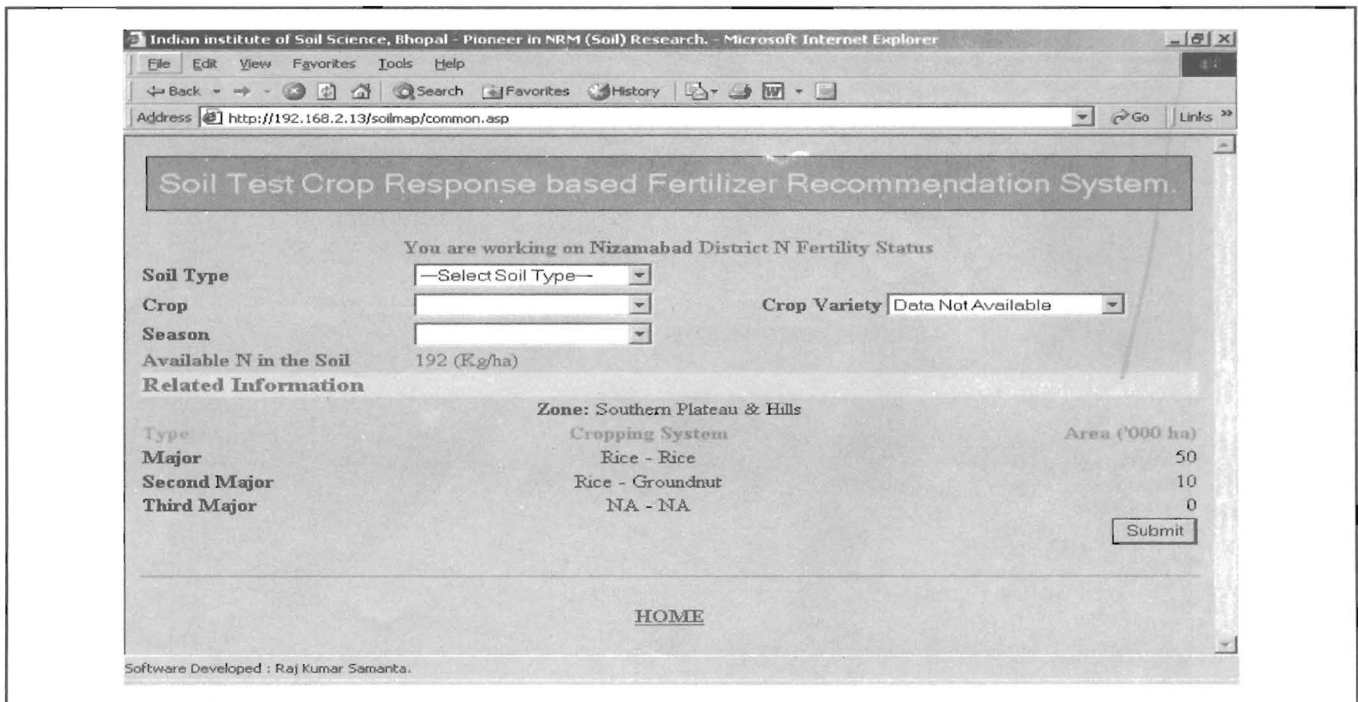 Indian institute of Soil Science, Bhopal - Pioneer in NRM (Soil) Research. - Microsoft Internet Explorer
File Edit View Favorites Tools Help
Back Search Favorites History
Address http://192.168.2.13/soilmap/common.asp Go Links »
Soil Test Crop Response based Fertilizer Recommendation System.
You are working on Nizamabad District N Fertility Status
Soil Type ---Select Soil Type---
Crop Crop Variety Data Not Available
Season
Available N in the Soil 192 (Kg/ha)
Related Information
Zone: Southern Plateau & Hills
Type Cropping System Area ('000 ha)
Major Rice - Rice 50
Second Major Rice - Groundnut 10
Third Major NA - NA 0
Submit
HOME
Software Developed : Raj Kumar Samanta.